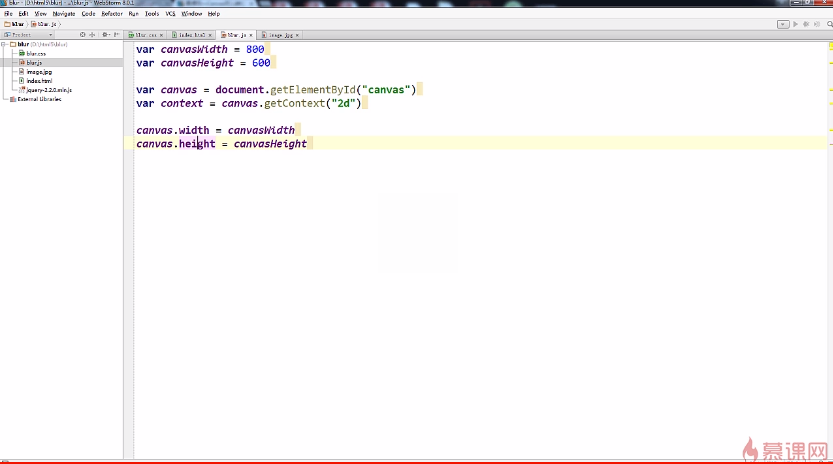 blur - [D:\html5\blur] - ...\blur.js - WebStorm 8.0.1
File Edit View Navigate Code Refactor Run Tools VCS Window Help
blur blur.js
Project blur.css index.html blur.js image.jpg
blur (D:\html5\blur)
blur.css
blur.js
image.jpg
index.html
jquery-2.2.0.min.js
External Libraries
var canvasWidth = 800
var canvasHeight = 600
var canvas = document.getElementById("canvas")
var context = canvas.getContext("2d")
canvas.width = canvasWidth
canvas.height = canvasHeight
慕课网